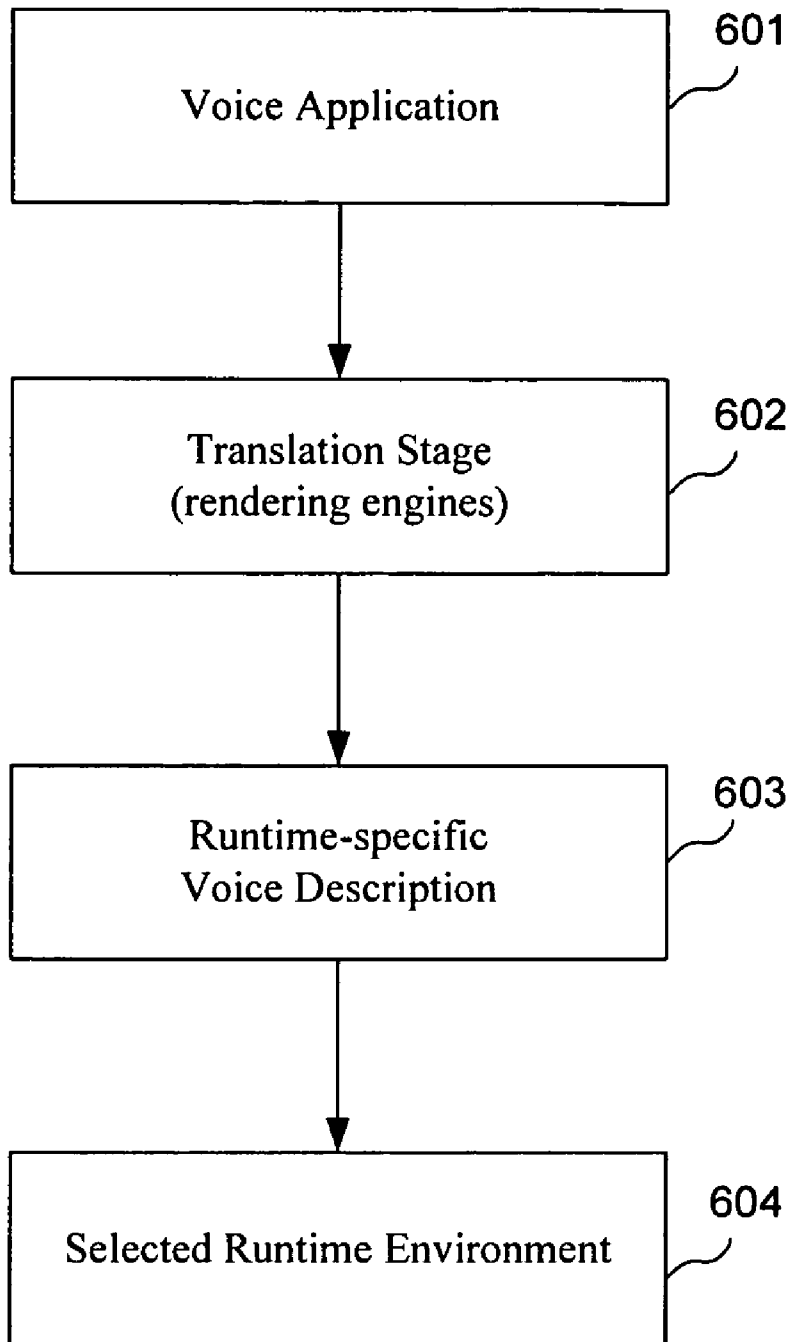 601
Voice Application
602
Translation Stage
(rendering engines)
603
Runtime-specific
Voice Description
604
Selected Runtime Environment